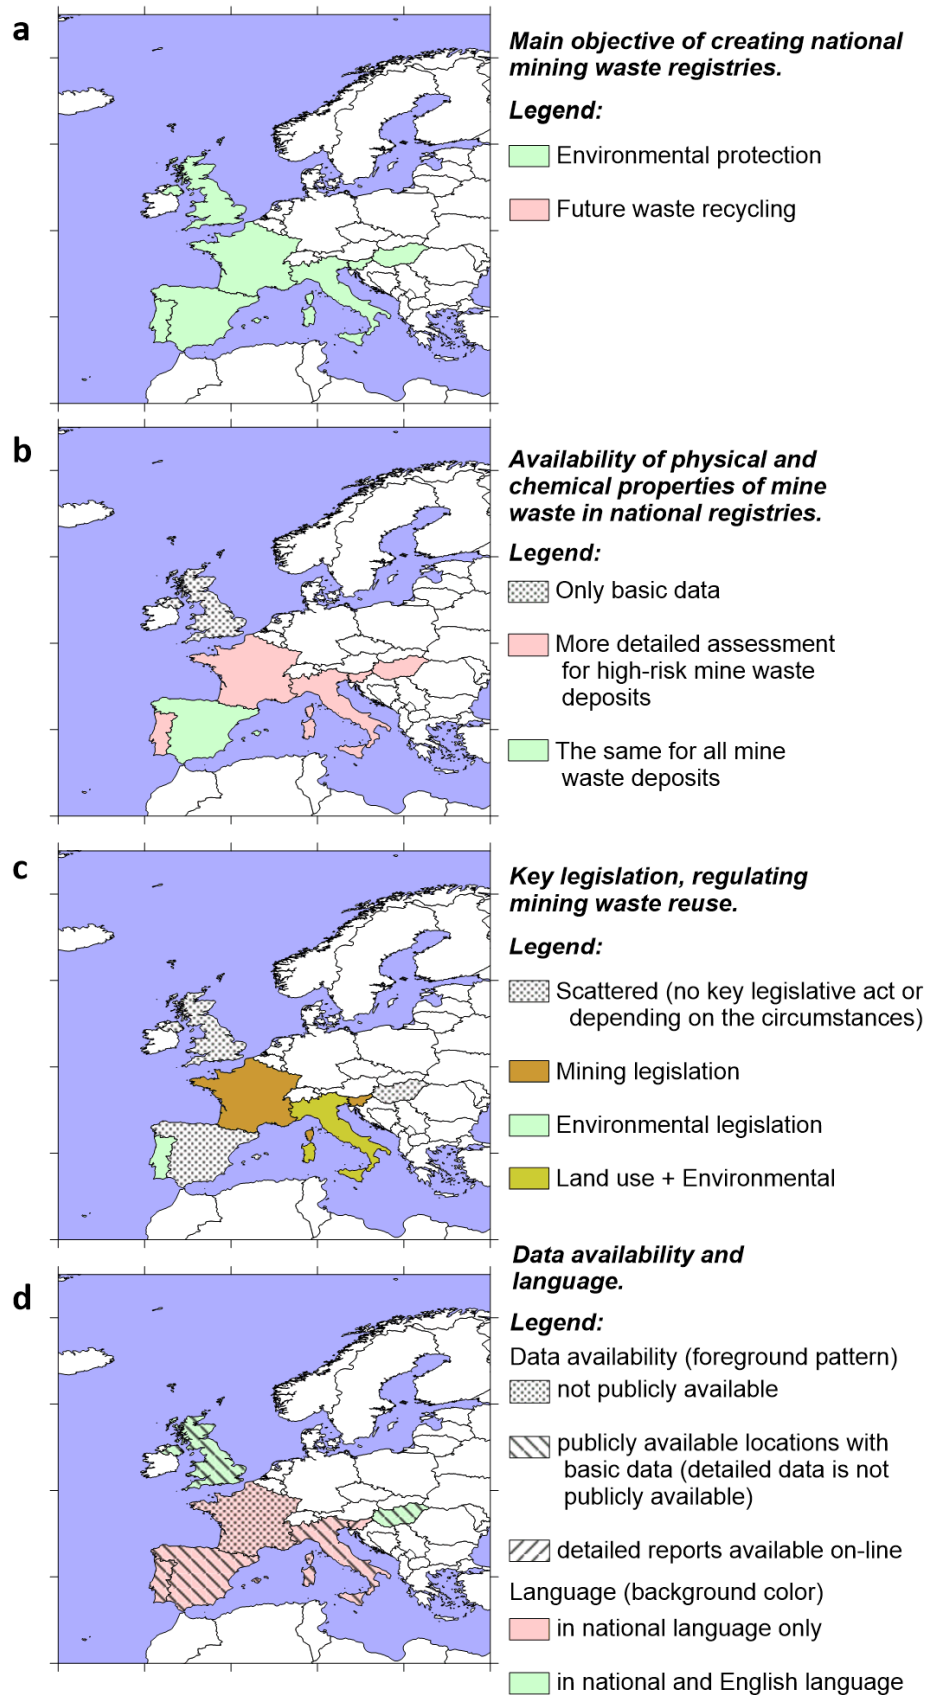 a
Main objective of creating national
mining waste registries.
Legend:
Environmental protection
Future waste recycling
b
Availability of physical and
chemical properties of mine
waste in national registries.
Legend:
Only basic data
More detailed assessment
for high-risk mine waste
deposits
The same for all mine
waste deposits
c
Key legislation, regulating
mining waste reuse.
Legend:
Scattered (no key legislative act or
depending on the circumstances)
Mining legislation
Environmental legislation
Land use + Environmental
d
Data availability and
language.
Legend:
Data availability (foreground pattern)
not publicly available
publicly available locations with
basic data (detailed data is not
publicly available)
detailed reports available on-line
Language (background color)
in national language only
in national and English language